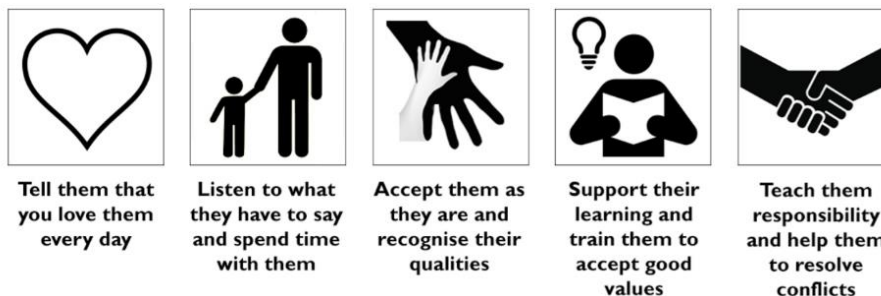 Tell them that
you love them
every day
Listen to what
they have to say
and spend time
with them
Accept them as
they are and
recognise their
qualities
Support their
learning and
train them to
accept good
values
Teach them
responsibility
and help them
to resolve
conflicts